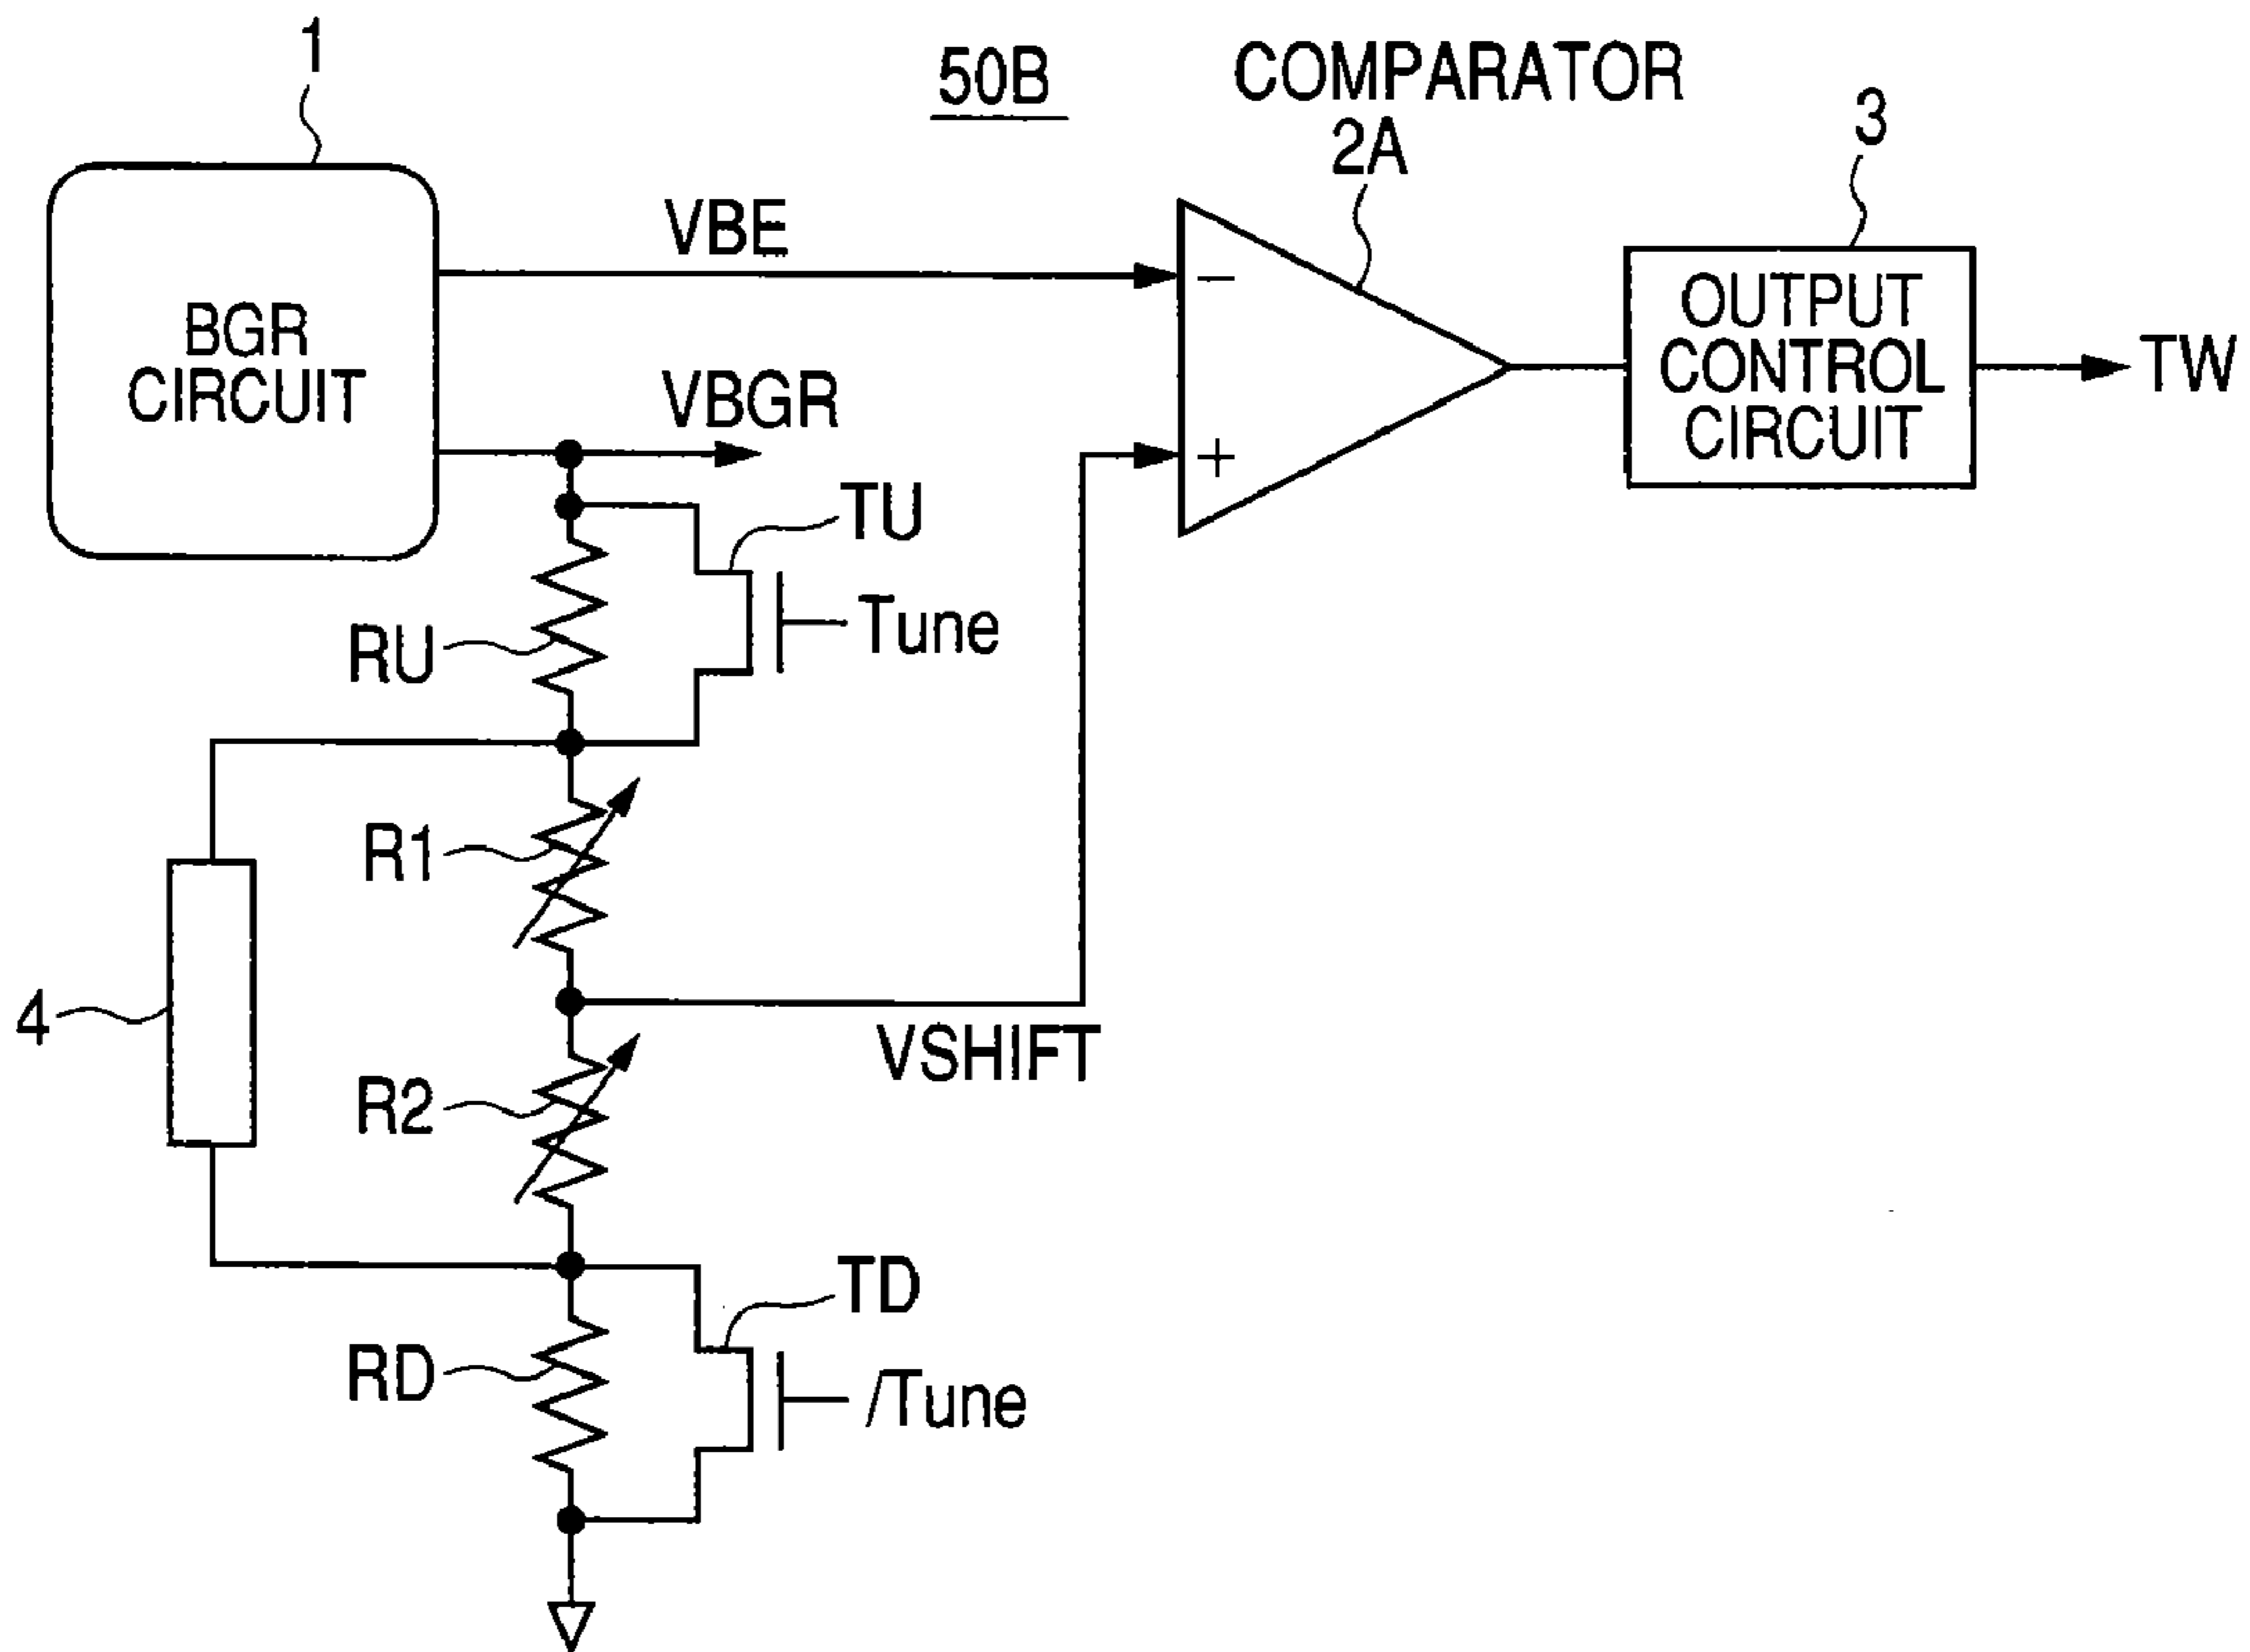 1
50B
COMPARATOR
2A
3
VBE
BGR
CIRCUIT
VBGR
−
+
OUTPUT
CONTROL
CIRCUIT
TW
TU
Tune
RU
R1
4
VSHIFT
R2
TD
RD
/Tune